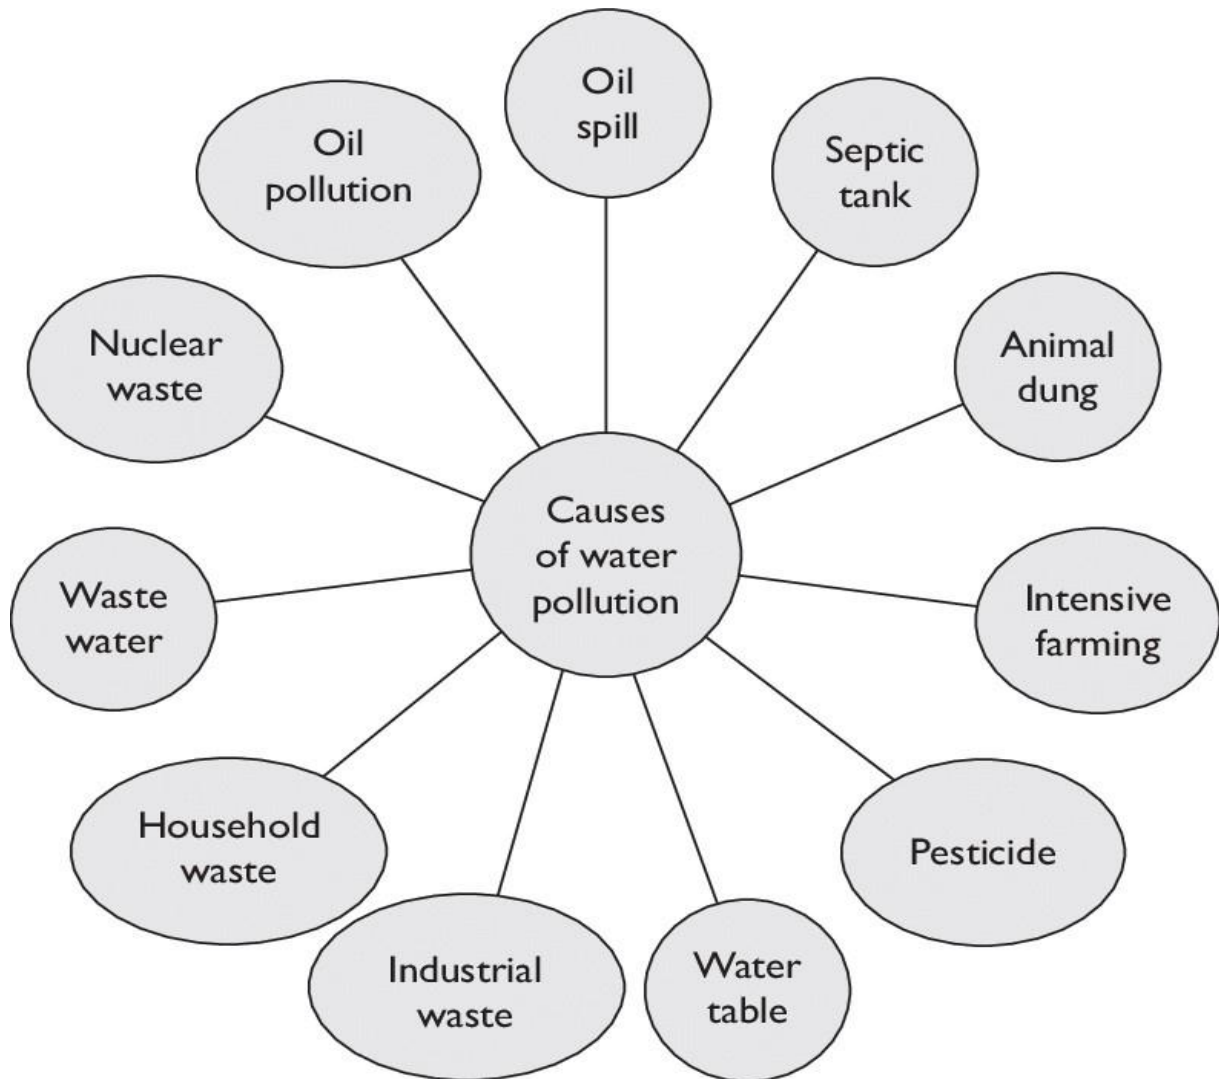 Oil
spill
Septic
tank
Animal
dung
Intensive
farming
Pesticide
Water
table
Industrial
waste
Household
waste
Waste
water
Nuclear
waste
Oil
pollution
Causes
of water
pollution